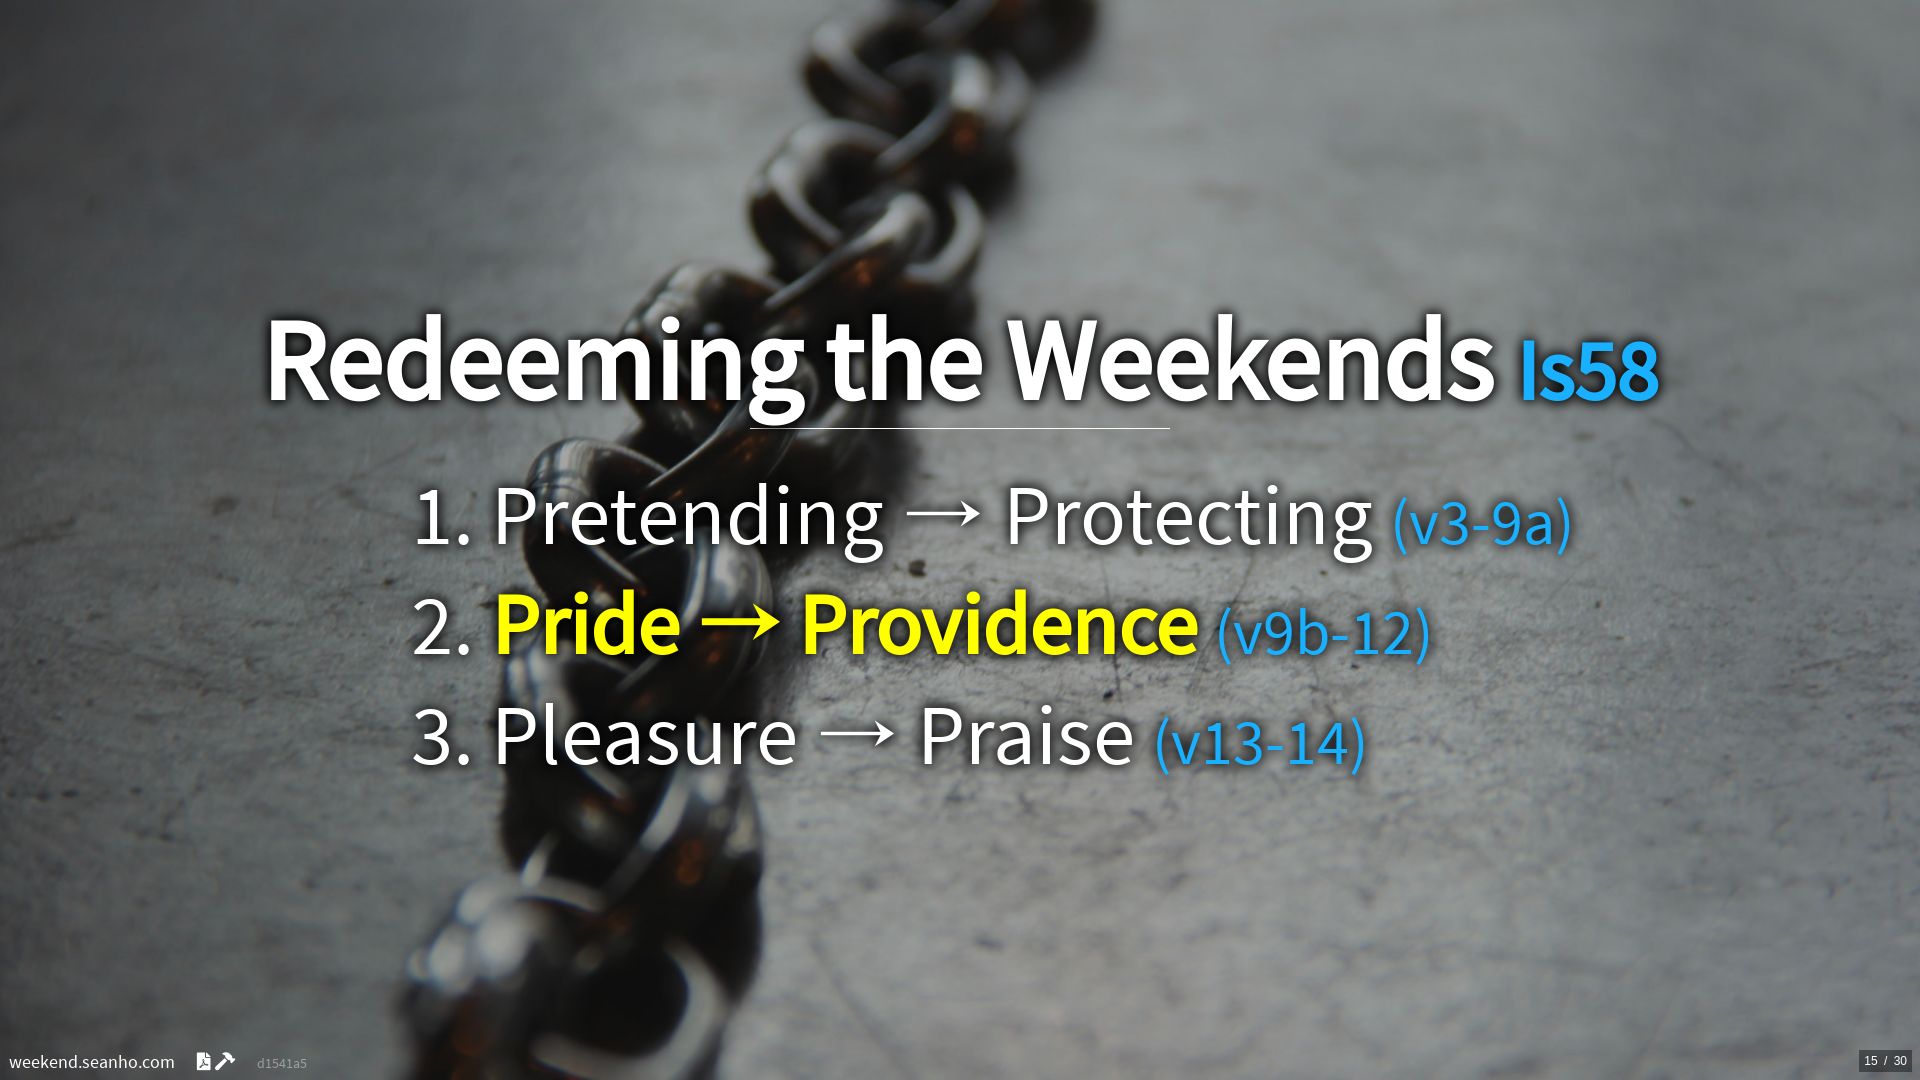 Redeeming the Weekends Is58
1. Pretending → Protecting (v3-9a)
2. Pride → Providence (v9b-12)
3. Pleasure → Praise (v13-14)
weekend.seanho.com d1541a5
15 / 30